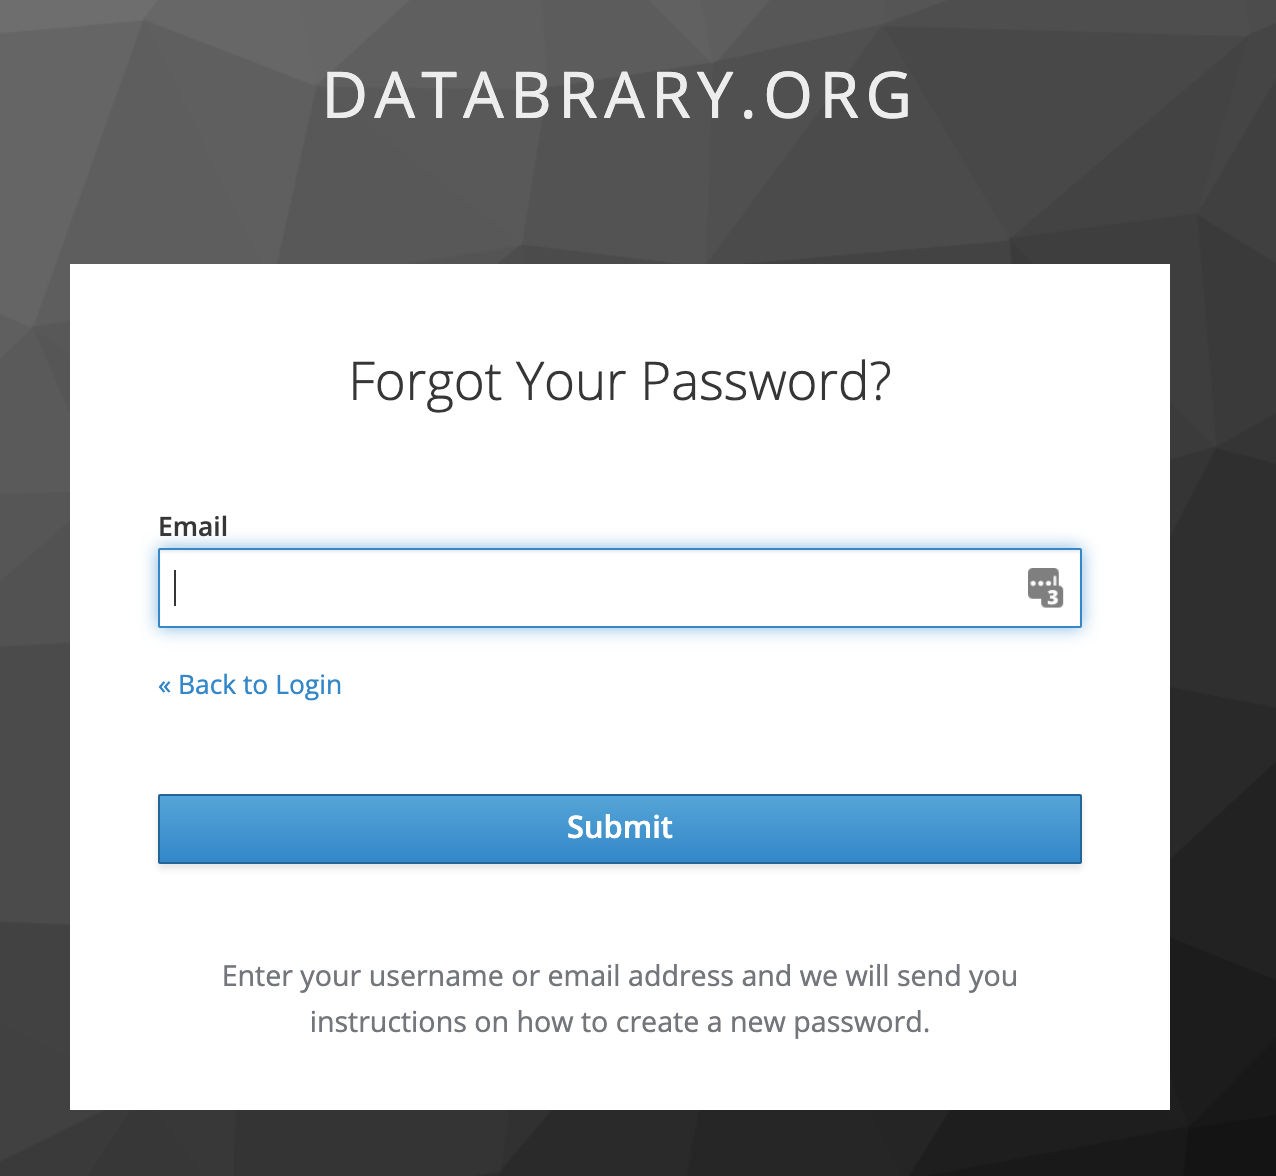 DATABRARY.ORG
Forgot Your Password?
Email
3
« Back to Login
Submit
Enter your username or email address and we will send you
instructions on how to create a new password.